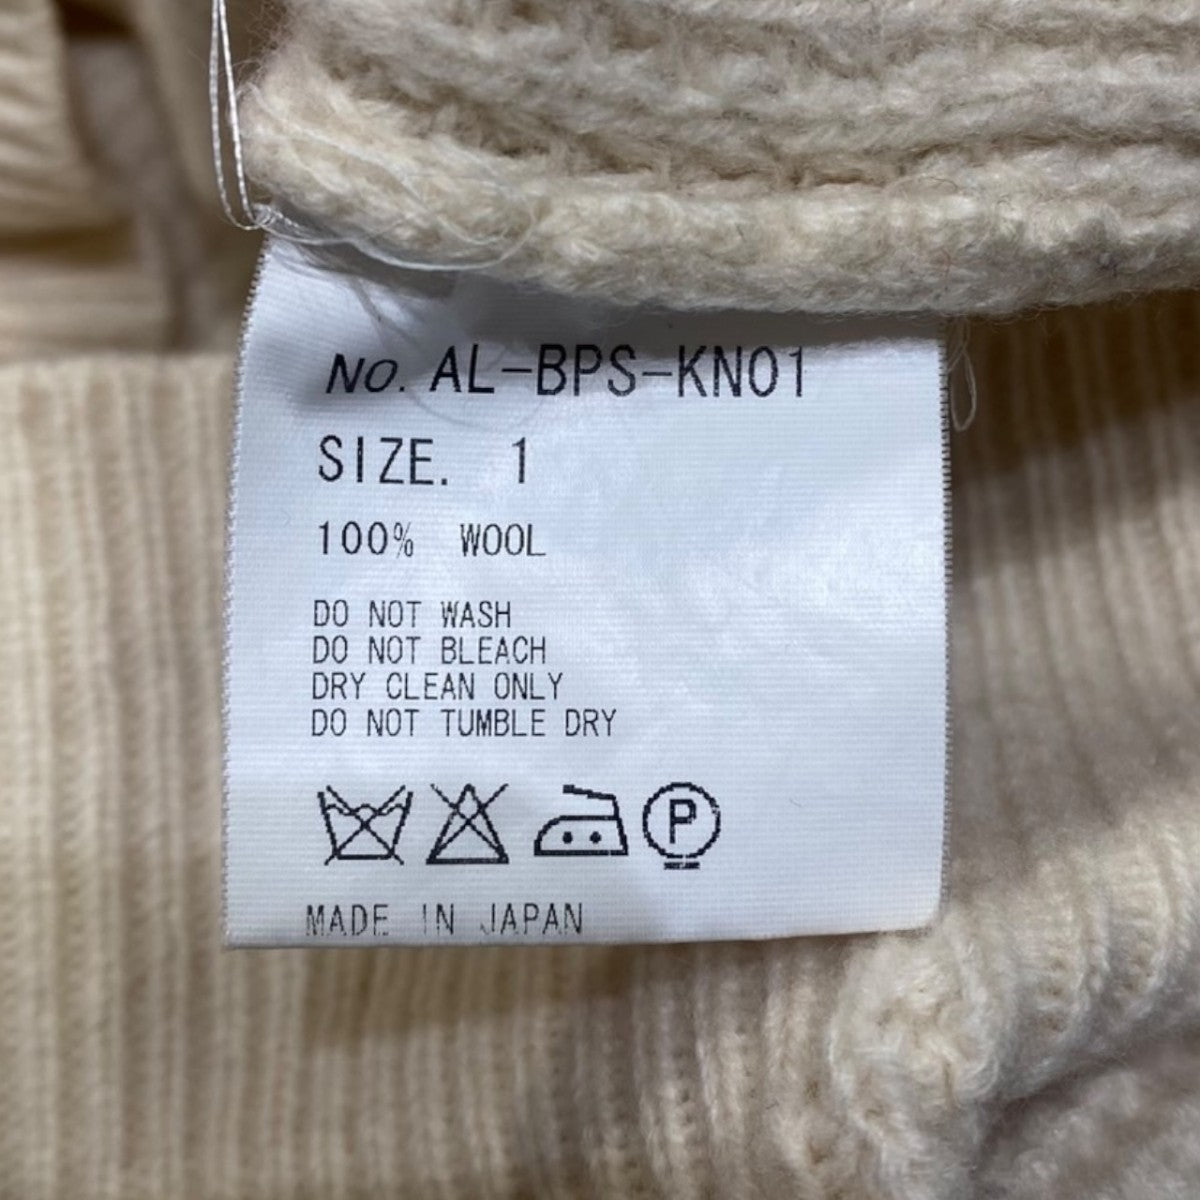 NO. AL-BPS-KN01
SIZE. 1
100% WOOL
DO NOT WASH
DO NOT BLEACH
DRY CLEAN ONLY
DO NOT TUMBLE DRY
P
MADE IN JAPAN